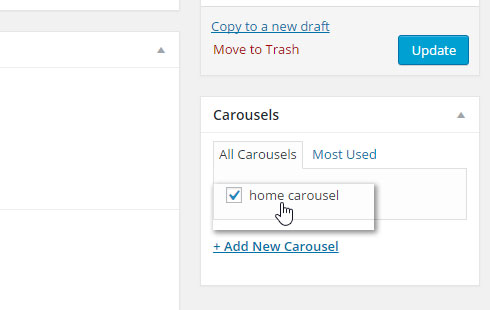 Copy to a new draft
Move to Trash
Update
Carousels
All Carousels
Most Used
home carousel
+ Add New Carousel